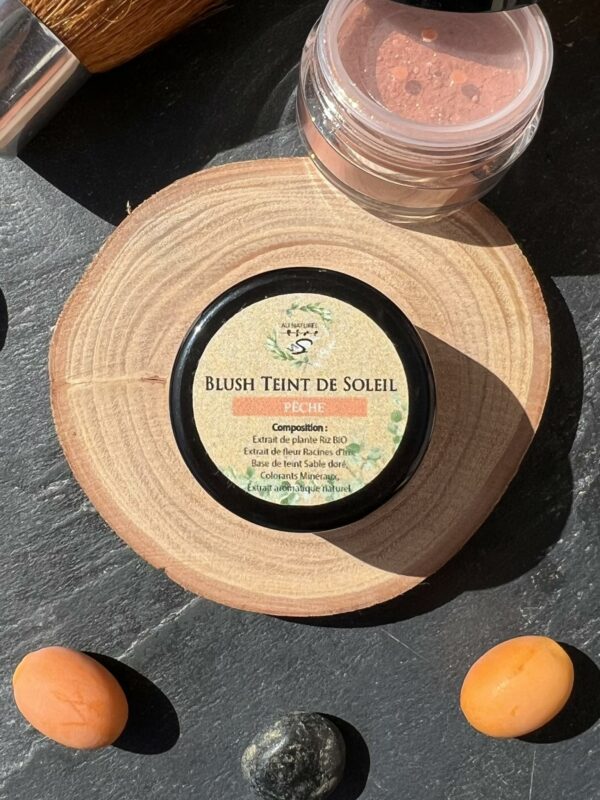 AU NATUREL
S
BLUSH TEINT DE SOLEIL
PÊCHE
Composition :
Extrait de plante Riz BIO
Extrait de fleur Racines d'Iris,
Base de teint Sable doré,
Colorants Minéraux,
Extrait aromatique naturel.